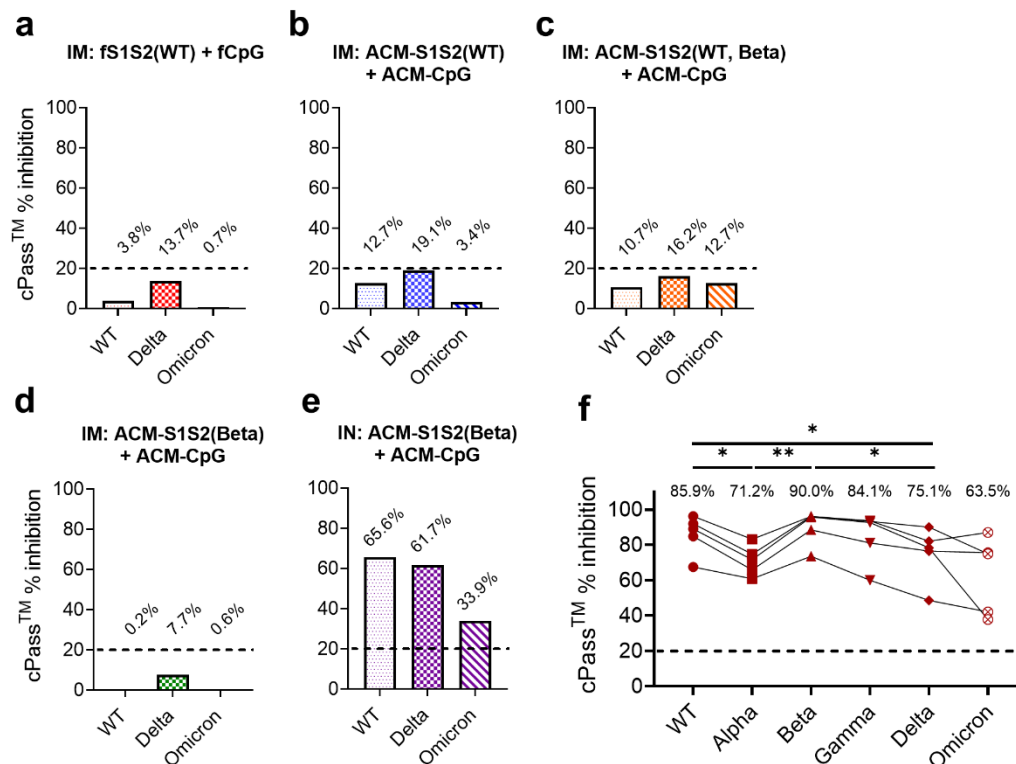 a
IM: fS1S2(WT) + fCpG
cPass™ % inhibition
100
80
60
40
20
0
3.8%
13.7%
0.7%
WT
Delta
Omicron
b
IM: ACM-S1S2(WT)
+ ACM-CpG
100
80
60
40
20
0
12.7%
19.1%
3.4%
WT
Delta
Omicron
c
IM: ACM-S1S2(WT, Beta)
+ ACM-CpG
100
80
60
40
20
0
10.7%
16.2%
12.7%
WT
Delta
Omicron
d
IM: ACM-S1S2(Beta)
+ ACM-CpG
cPass™ % inhibition
100
80
60
40
20
0
0.2%
7.7%
0.6%
WT
Delta
Omicron
e
IN: ACM-S1S2(Beta)
+ ACM-CpG
100
80
60
40
20
0
65.6%
61.7%
33.9%
WT
Delta
Omicron
f
*
* ** *
85.9% 71.2% 90.0% 84.1% 75.1% 63.5%
cPass™ % inhibition
100
80
60
40
20
0
WT
Alpha
Beta
Gamma
Delta
Omicron